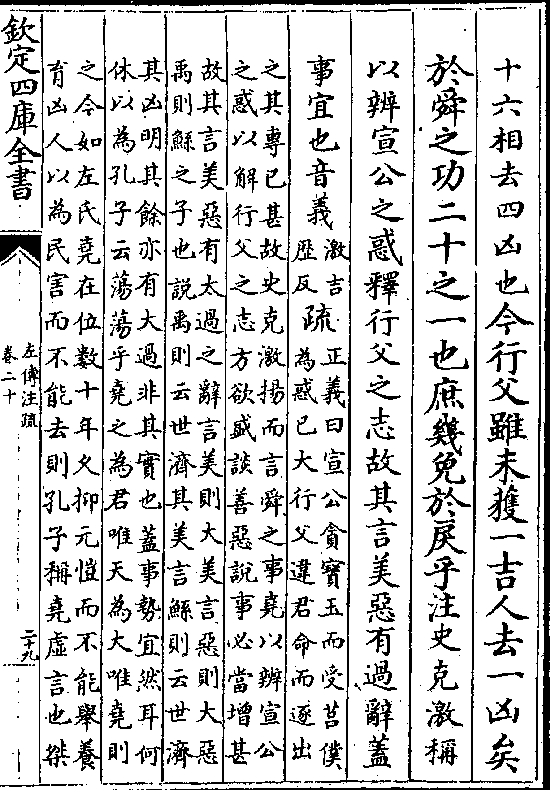 十六相去四凶也今行父雖未獲一吉人去一凶矣
於舜之功二十之一也庶幾免於戾乎注史克激稱
以辨宣公之惑釋行父之志故其言美惡有過辭蓋
事宜也音義
激吉
歴反
疏
正義曰宣公貪寳玉而受莒僕
為惑已大行父違君命而逐出
之其專已甚故史克激揚而言舜之事堯以辨宣公
之惑以解行父之志方欲盛談善惡說事必當增甚
故其言美惡有太過之辭言美則大美言惡則大惡
禹則鯀之子也説禹則云世濟其美言鯀則云世濟
其凶明其餘亦有大過非其實也蓋事勢宜然耳何
休以為孔子云蕩蕩乎堯之為君唯天為大唯堯則
之今如左氏堯在位數十年久抑元愷而不能舉養
育凶人以為民害而不能去則孔子稱堯虚言也桀
欽定四庫全書
左傳注疏
卷二十
二十九